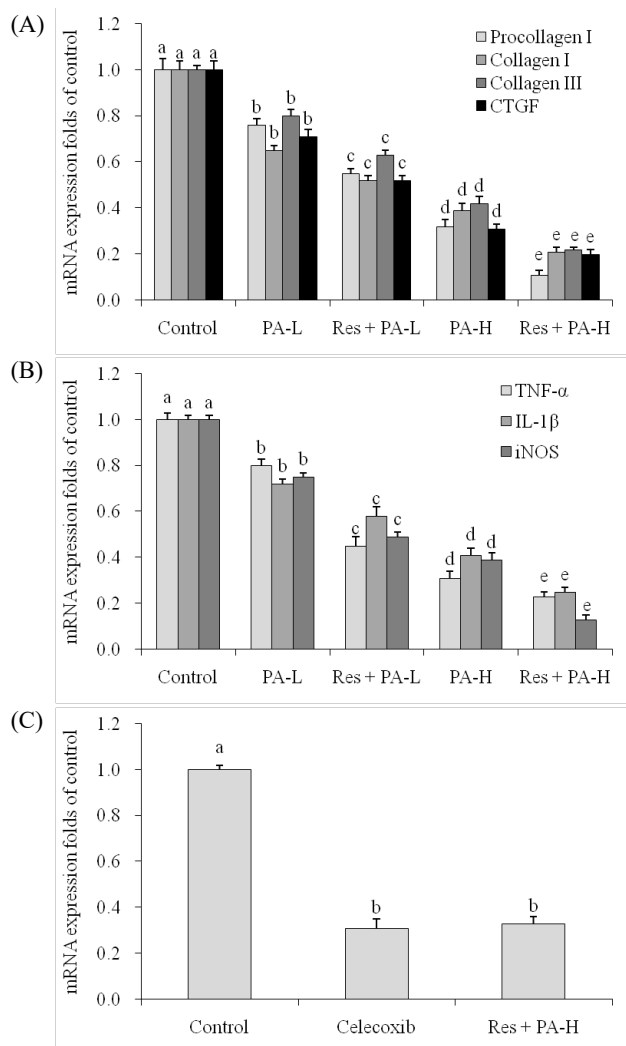 (A)
mRNA expression folds of control
1.2
1.0
0.8
0.6
0.4
0.2
0.0
Procollagen I
Collagen I
Collagen III
CTGF
a a a a
b b b b
c c c c
d d d d
e e e e
Control PA-L Res + PA-L PA-H Res + PA-H
(B)
mRNA expression folds of control
1.2
1.0
0.8
0.6
0.4
0.2
0.0
TNF-α
IL-1β
iNOS
a a a
b b b
c c c
d d d
e e e
Control PA-L Res + PA-L PA-H Res + PA-H
(C)
mRNA expression folds of control
1.2
1.0
0.8
0.6
0.4
0.2
0.0
a
b
b
Control Celecoxib Res + PA-H